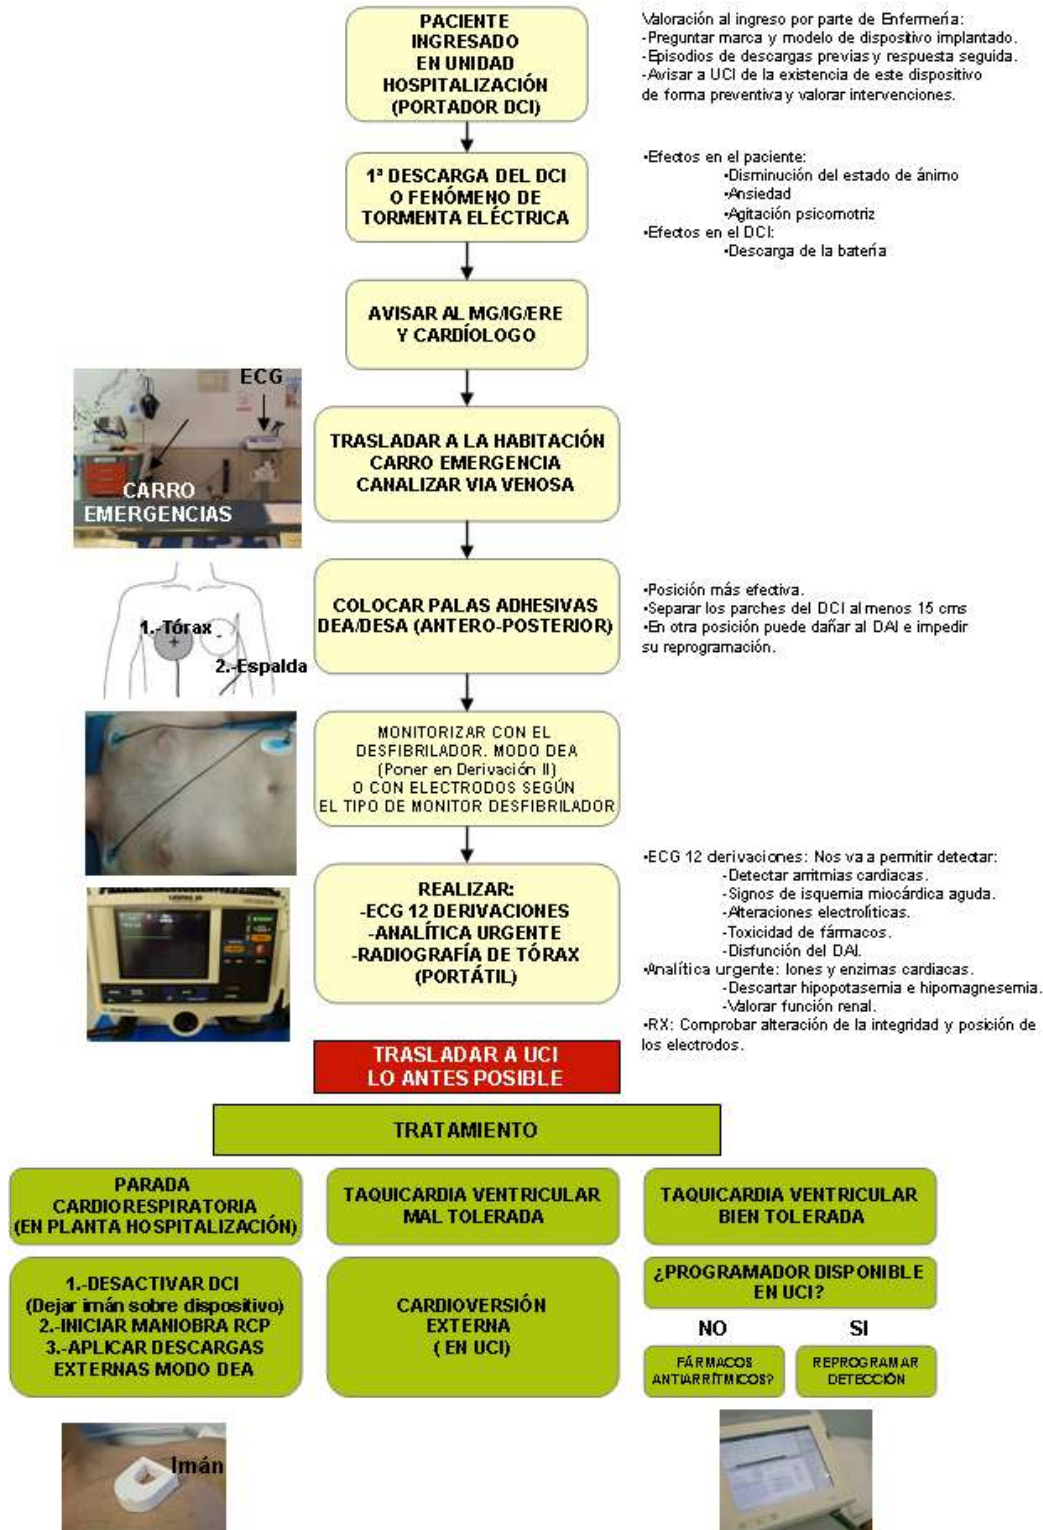 PACIENTE
INGRESADO
EN UNIDAD
HOSPITALIZACIÓN
(PORTADOR DCI)
Valoración al ingreso por parte de Enfermería:
-Preguntar marca y modelo de dispositivo implantado.
-Episodios de descargas previas y respuesta seguida.
-Avisar a UCI de la existencia de este dispositivo
de forma preventiva y valorar intervenciones.
1ª DESCARGA DEL DCI
O FENÓMENO DE
TORMENTA ELÉCTRICA
•Efectos en el paciente:
•Disminución del estado de ánimo
•Ansiedad
•Agitación psicomotriz
•Efectos en el DCI:
•Descarga de la batería
AVISAR AL MG/IG/ERE
Y CARDÍOLOGO
ECG
CARRO
EMERGENCIAS
TRASLADAR A LA HABITACIÓN
CARRO EMERGENCIA
CANALIZAR VIA VENOSA
1.-Tórax
+
-
2.-Espalda
COLOCAR PALAS ADHESIVAS
DEA/DESA (ANTERO-POSTERIOR)
•Posición más efectiva.
•Separar los parches del DCI al menos 15 cms
•En otra posición puede dañar al DAI e impedir
su reprogramación.
MONITORIZAR CON EL
DESFIBRILADOR. MODO DEA
(Poner en Derivación II)
O CON ELECTRODOS SEGÚN
EL TIPO DE MONITOR DESFIBRILADOR
REALIZAR:
-ECG 12 DERIVACIONES
-ANALÍTICA URGENTE
-RADIOGRAFÍA DE TÓRAX
(PORTÁTIL)
•ECG 12 derivaciones: Nos va a permitir detectar:
-Detectar arritmias cardiacas.
-Signos de isquemia miocárdica aguda.
-Alteraciones electrolíticas.
-Toxicidad de fármacos.
-Disfunción del DAI.
•Analítica urgente: Iones y enzimas cardiacas.
-Descartar hipopotasemia e hipomagnesemia.
-Valorar función renal.
•RX: Comprobar alteración de la integridad y posición de
los electrodos.
TRASLADAR A UCI
LO ANTES POSIBLE
TRATAMIENTO
PARADA
CARDIORESPIRATORIA
(EN PLANTA HOSPITALIZACIÓN)
TAQUICARDIA VENTRICULAR
MAL TOLERADA
TAQUICARDIA VENTRICULAR
BIEN TOLERADA
1.-DESACTIVAR DCI
(Dejar imán sobre dispositivo)
2.-INICIAR MANIOBRA RCP
3.-APLICAR DESCARGAS
EXTERNAS MODO DEA
CARDIOVERSIÓN
EXTERNA
( EN UCI)
¿PROGRAMADOR DISPONIBLE
EN UCI?
NO
SI
FÁRMACOS
ANTIARRÍTMICOS?
REPROGRAMAR
DETECCIÓN
Imán